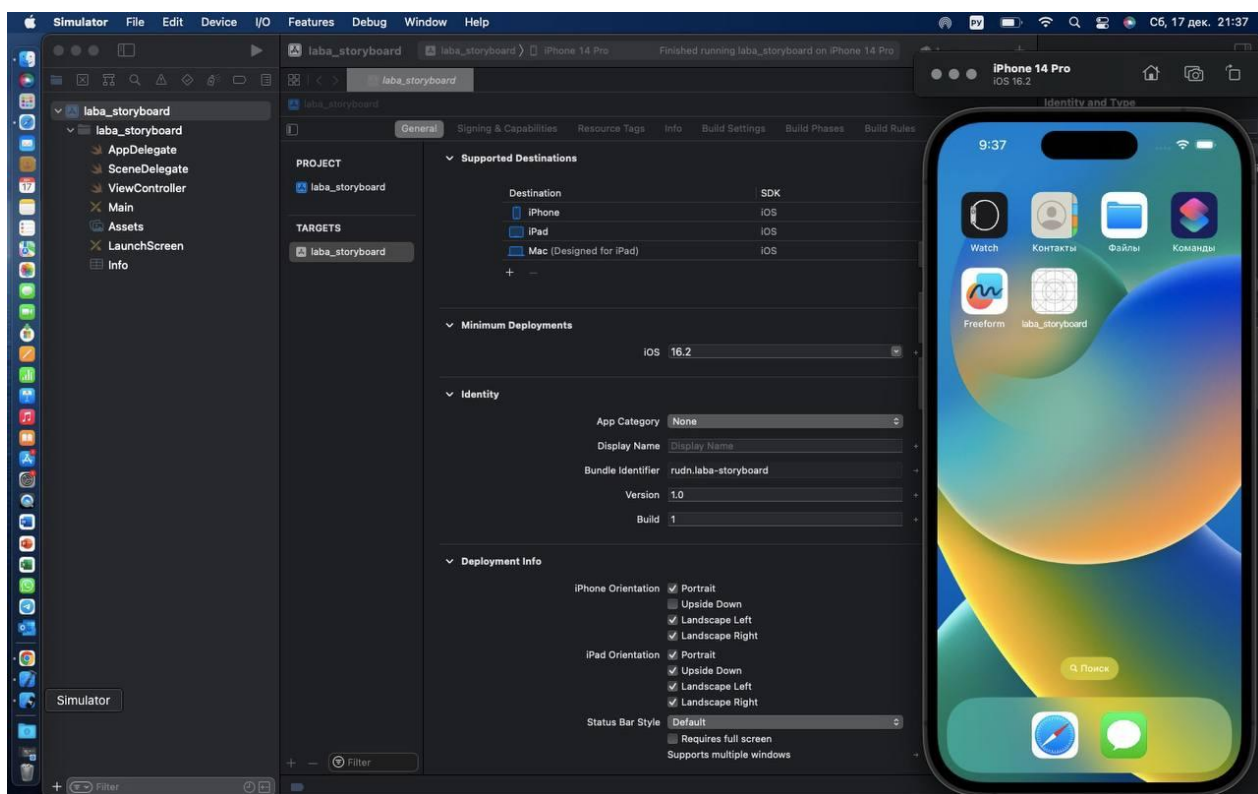 Simulator File Edit Device I/O Features Debug Window Help РУ Сб, 17 дек. 21:37
laba_storyboard laba_storyboard 〉 iPhone 14 Pro Finished running laba_storyboard on iPhone 14 Pro
laba_storyboard
laba_storyboard
General Signing & Capabilities Resource Tags Info Build Settings Build Phases Build Rules
laba_storyboard
laba_storyboard
AppDelegate
SceneDelegate
ViewController
Main
Assets
LaunchScreen
Info
17
Simulator
Filter
PROJECT
laba_storyboard
TARGETS
laba_storyboard
Filter
Supported Destinations
Destination SDK
iPhone iOS
iPad iOS
Mac (Designed for iPad) iOS
Minimum Deployments
iOS 16.2
Identity
App Category None
Display Name Display Name
Bundle Identifier rudn.laba-storyboard
Version 1.0
Build 1
Deployment Info
iPhone Orientation Portrait
Upside Down
Landscape Left
Landscape Right
iPad Orientation Portrait
Upside Down
Landscape Left
Landscape Right
Status Bar Style Default
Requires full screen
Supports multiple windows
iPhone 14 Pro
iOS 16.2
Identity and Type
9:37
Watch Контакты Файлы Команды
Freeform laba_storyboard
Поиск